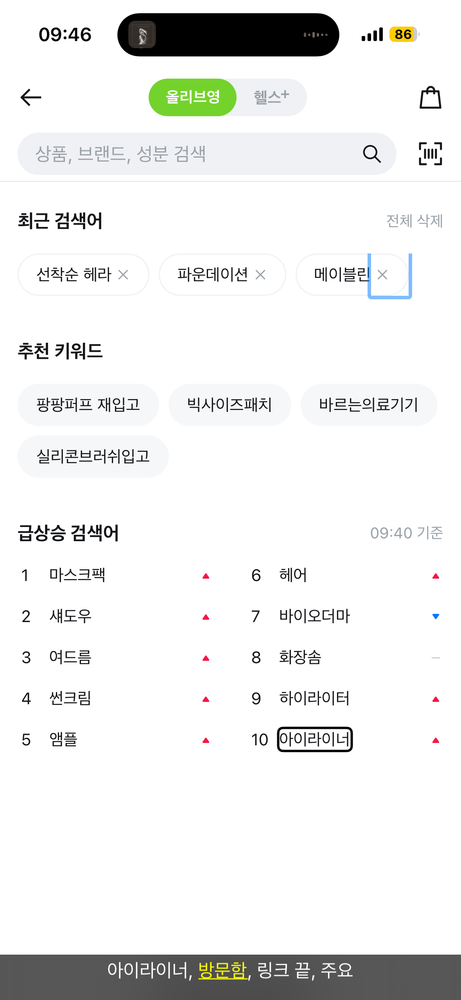 09:46
86
올리브영 헬스+
상품, 브랜드, 성분 검색
최근 검색어 전체 삭제
선착순 헤라 파운데이션 메이블린
추천 키워드
팡팡퍼프 재입고 빅사이즈패치 바르는의료기기
실리콘브러쉬입고
급상승 검색어 09:40 기준
1 마스크팩 6 헤어
2 섀도우 7 바이오더마
3 여드름 8 화장솜
4 썬크림 9 하이라이터
5 앰플 10 아이라이너
아이라이너, 방문함, 링크 끝, 주요